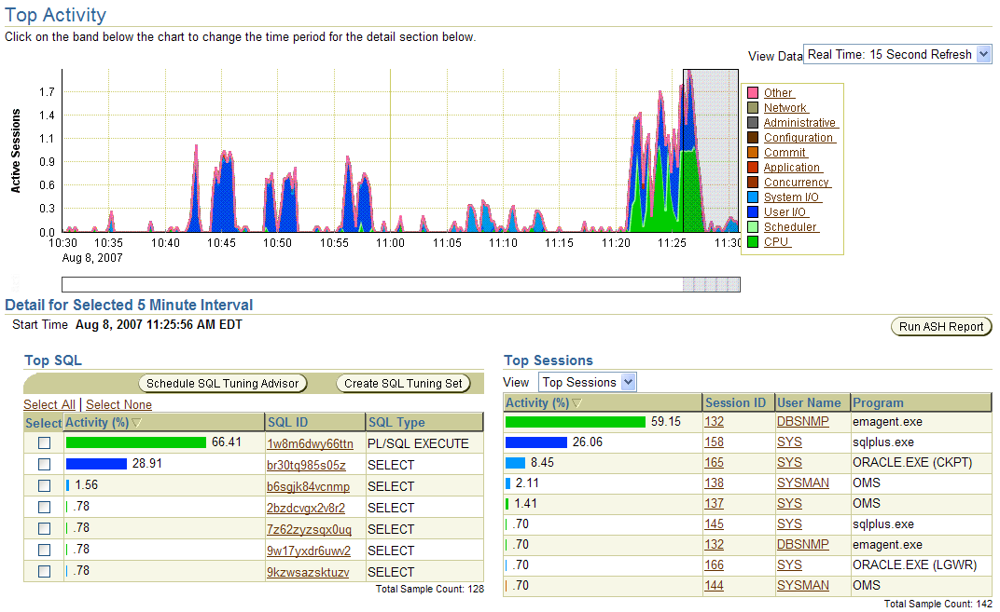 Top Activity
Click on the band below the chart to change the time period for the detail section below.
View Data Real Time: 15 Second Refresh
Active Sessions
1.7
1.4
1.1
0.9
0.6
0.3
0.0
10:30 10:35 10:40 10:45 10:50 10:55 11:00 11:05 11:10 11:15 11:20 11:25 11:30
Aug 8, 2007
Other
Network
Administrative
Configuration
Commit
Application
Concurrency
System I/O
User I/O
Scheduler
CPU
Detail for Selected 5 Minute Interval
Start Time Aug 8, 2007 11:25:56 AM EDT
Run ASH Report
Top SQL
Schedule SQL Tuning Advisor Create SQL Tuning Set
Select All | Select None
Select Activity (%) SQL ID SQL Type
66.41 1w8m6dwy66ttn PL/SQL EXECUTE
28.91 br30tq985s05z SELECT
1.56 b6sgjk84vcnmp SELECT
.78 2bzdcvgx2v8r2 SELECT
.78 7z62zyzsqx0uq SELECT
.78 9w17yxdr6uwv2 SELECT
.78 9kzwsazsktuzv SELECT
Total Sample Count: 128
Top Sessions
View Top Sessions
Activity (%) Session ID User Name Program
59.15 132 DBSNMP emagent.exe
26.06 158 SYS sqlplus.exe
8.45 165 SYS ORACLE.EXE (CKPT)
2.11 138 SYSMAN OMS
1.41 137 SYS OMS
.70 145 SYS sqlplus.exe
.70 132 DBSNMP emagent.exe
.70 166 SYS ORACLE.EXE (LGWR)
.70 144 SYSMAN OMS
Total Sample Count: 142